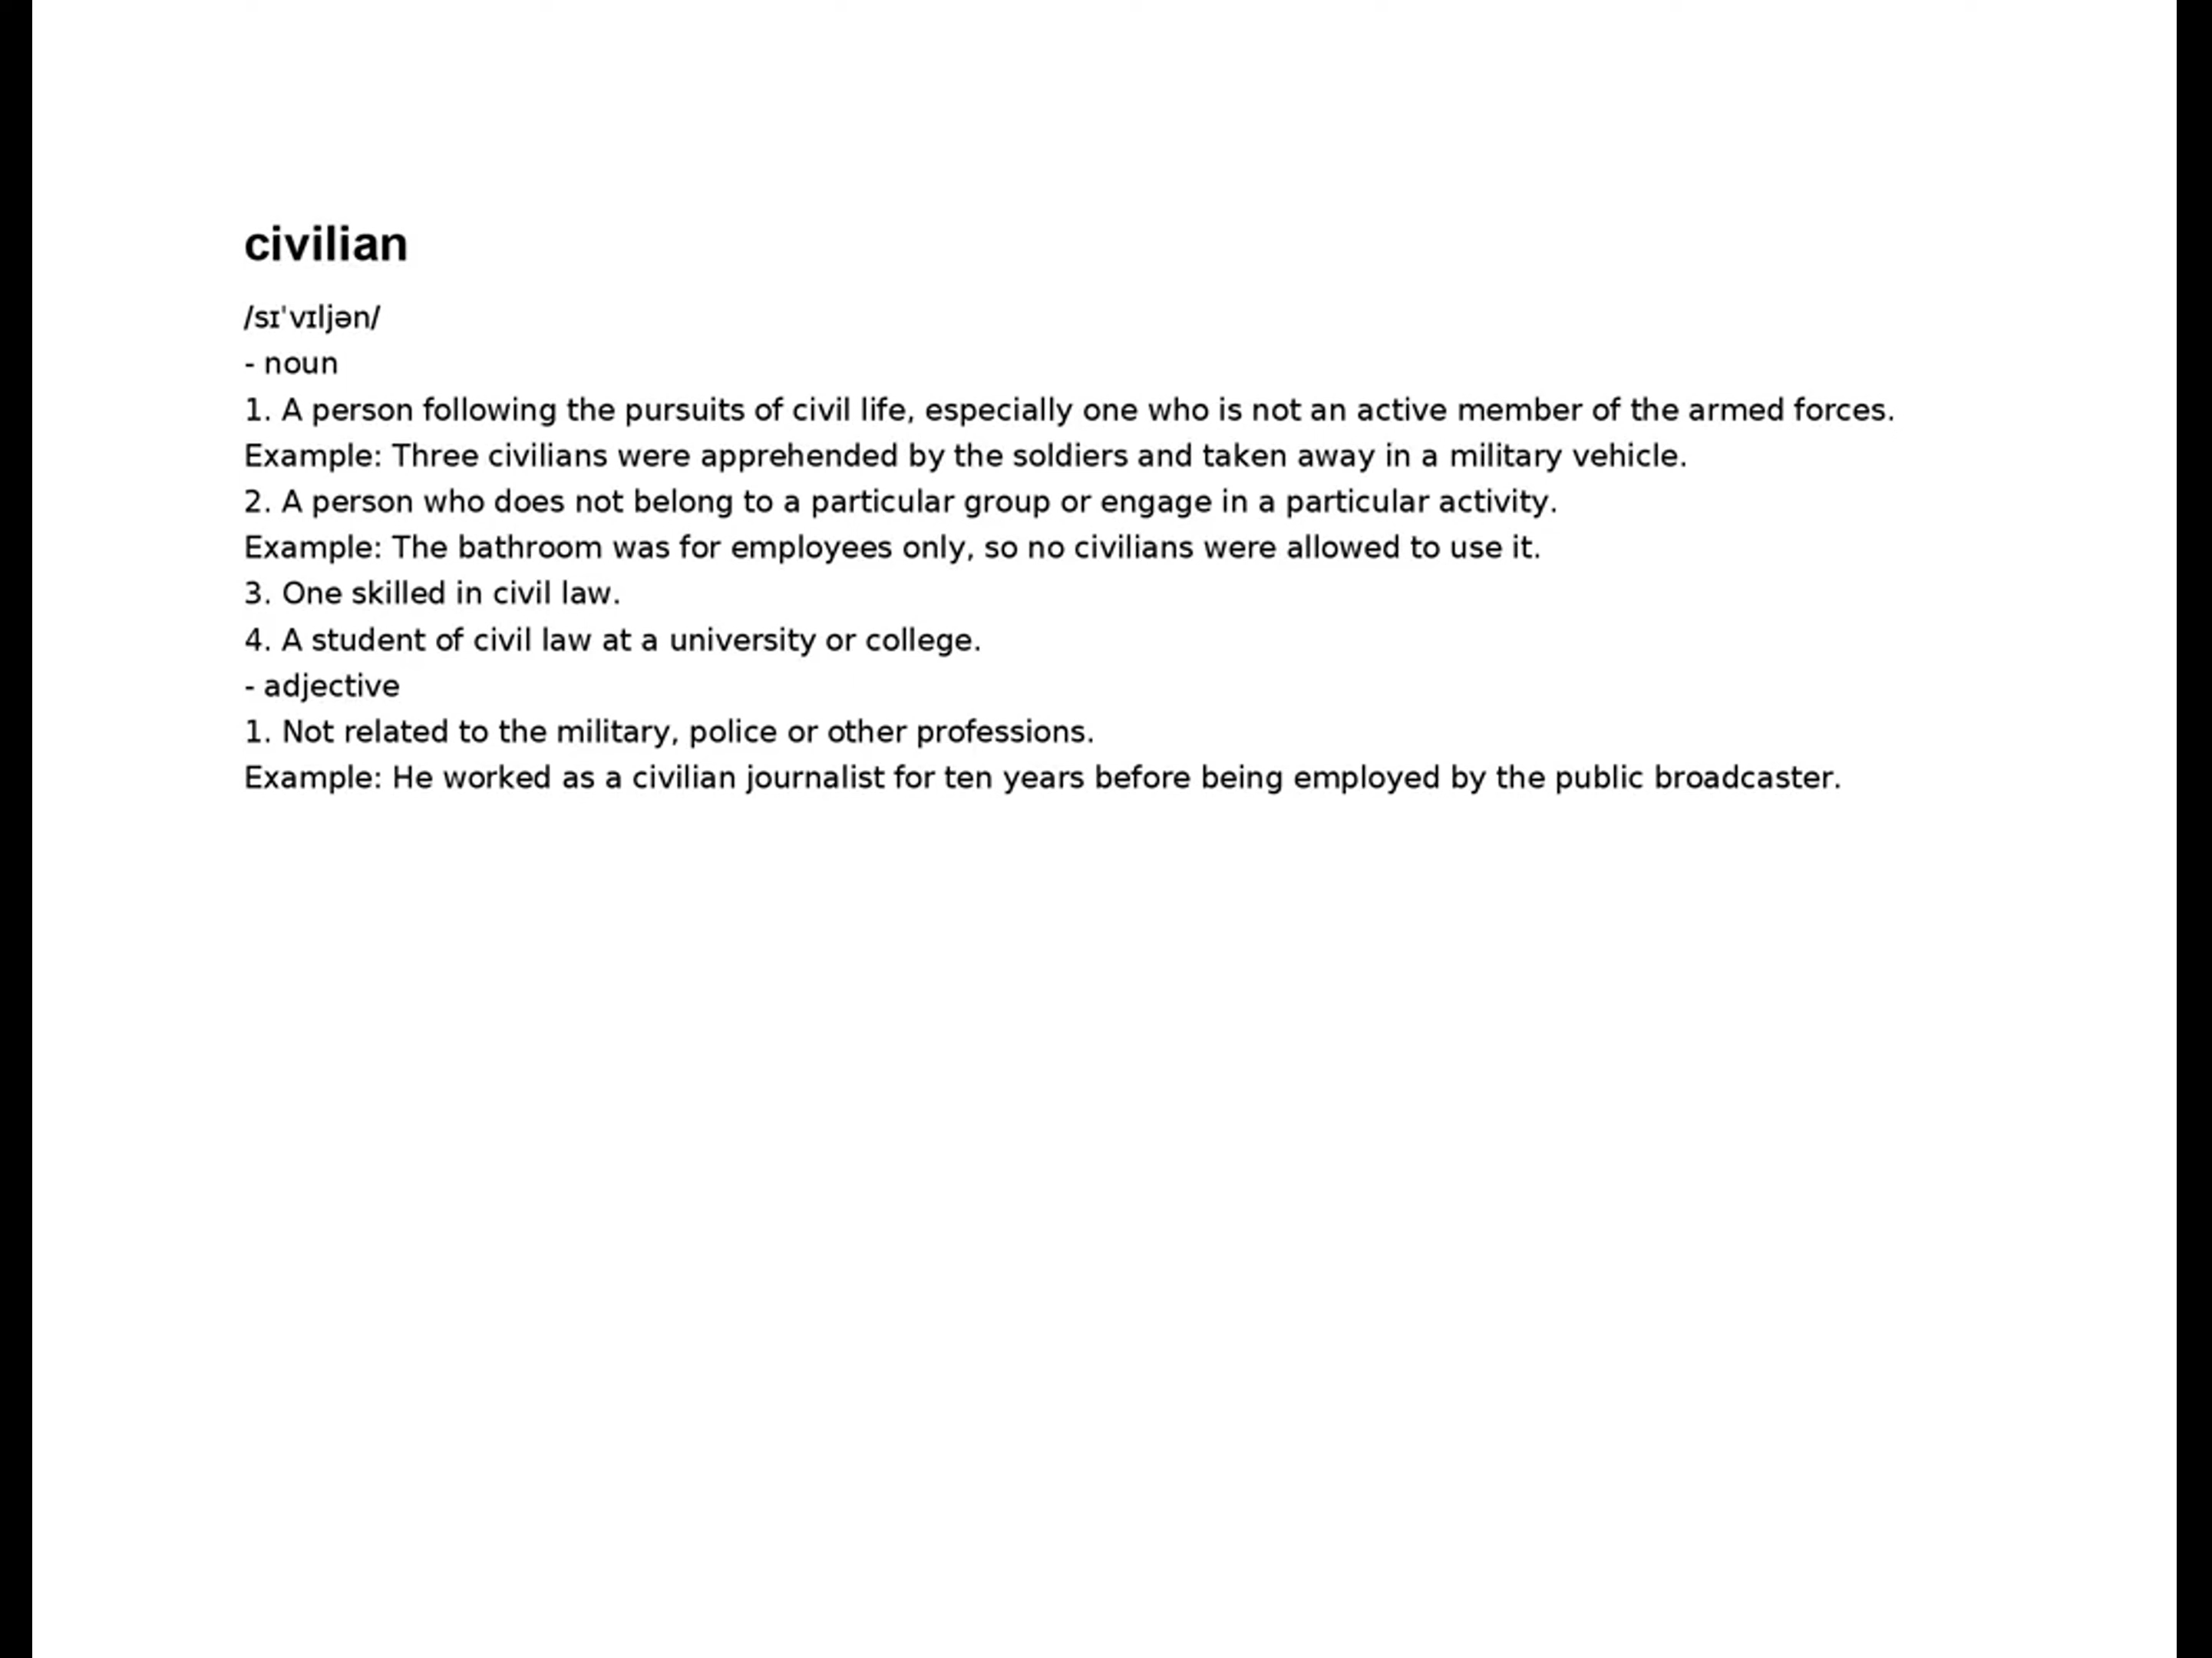 civilian
/sɪˈvɪljən/
- noun
1. A person following the pursuits of civil life, especially one who is not an active member of the armed forces.
Example: Three civilians were apprehended by the soldiers and taken away in a military vehicle.
2. A person who does not belong to a particular group or engage in a particular activity.
Example: The bathroom was for employees only, so no civilians were allowed to use it.
3. One skilled in civil law.
4. A student of civil law at a university or college.
- adjective
1. Not related to the military, police or other professions.
Example: He worked as a civilian journalist for ten years before being employed by the public broadcaster.